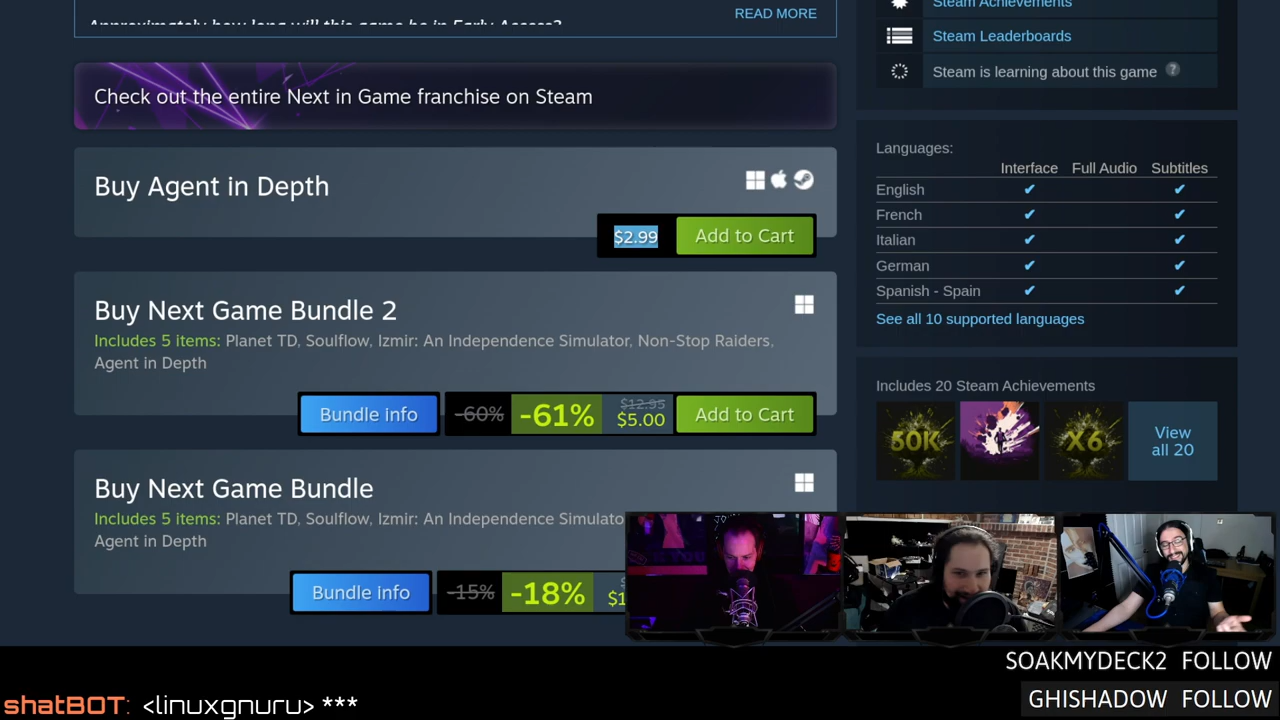 READ MORE
Check out the entire Next in Game franchise on Steam
Buy Agent in Depth
$2.99
Add to Cart
Buy Next Game Bundle 2
Includes 5 items: Planet TD, Soulflow, Izmir: An Independence Simulator, Non-Stop Raiders,
Agent in Depth
Bundle info
-60%
-61%
$12.95
$5.00
Add to Cart
Buy Next Game Bundle
Includes 5 items: Planet TD, Soulflow, Izmir: An Independence Simulato
Agent in Depth
Bundle info
-15%
-18%
$1
Steam Achievements
Steam Leaderboards
Steam is learning about this game ?
Languages:
Interface Full Audio Subtitles
English ✔ ✔
French ✔ ✔
Italian ✔ ✔
German ✔ ✔
Spanish - Spain ✔ ✔
See all 10 supported languages
Includes 20 Steam Achievements
50K
X6
View
all 20
SOAKMYDECK2 FOLLOW
GHISHADOW FOLLOW
shatBOT: <linuxgnuru> ***